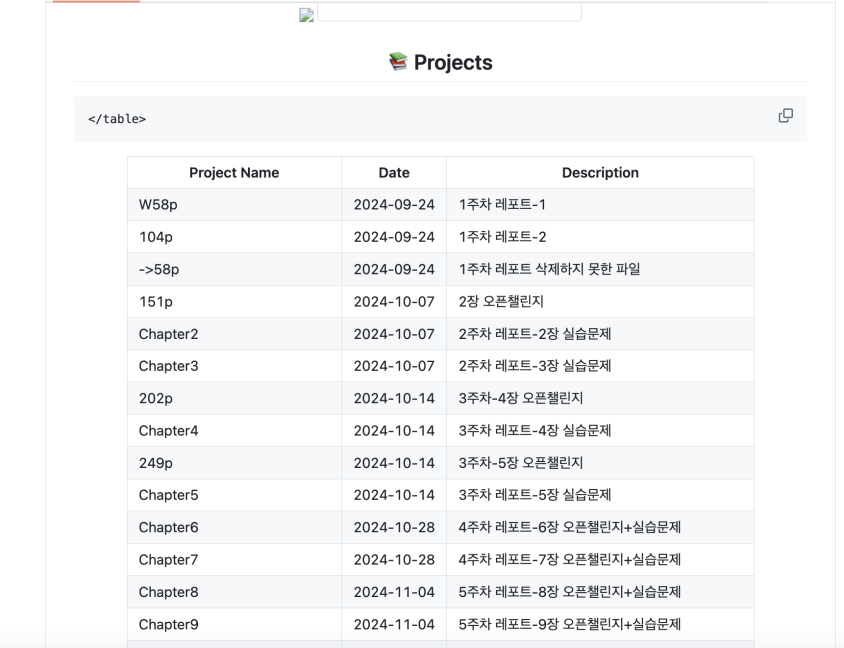 📚 Projects
</table>
Project Name Date Description
W58p 2024-09-24 1주차 레포트-1
104p 2024-09-24 1주차 레포트-2
->58p 2024-09-24 1주차 레포트 삭제하지 못한 파일
151p 2024-10-07 2장 오픈챌린지
Chapter2 2024-10-07 2주차 레포트-2장 실습문제
Chapter3 2024-10-07 2주차 레포트-3장 실습문제
202p 2024-10-14 3주차-4장 오픈챌린지
Chapter4 2024-10-14 3주차 레포트-4장 실습문제
249p 2024-10-14 3주차-5장 오픈챌린지
Chapter5 2024-10-14 3주차 레포트-5장 실습문제
Chapter6 2024-10-28 4주차 레포트-6장 오픈챌린지+실습문제
Chapter7 2024-10-28 4주차 레포트-7장 오픈챌린지+실습문제
Chapter8 2024-11-04 5주차 레포트-8장 오픈챌린지+실습문제
Chapter9 2024-11-04 5주차 레포트-9장 오픈챌린지+실습문제